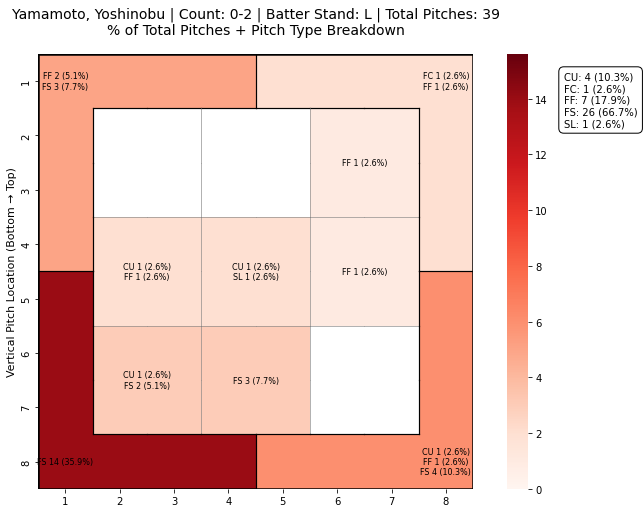 Yamamoto, Yoshinobu | Count: 0-2 | Batter Stand: L | Total Pitches: 39
% of Total Pitches + Pitch Type Breakdown
FF 2 (5.1%)
FS 3 (7.7%)
FC 1 (2.6%)
FF 1 (2.6%)
FF 1 (2.6%)
CU 1 (2.6%)
FF 1 (2.6%)
CU 1 (2.6%)
SL 1 (2.6%)
FF 1 (2.6%)
CU 1 (2.6%)
FS 2 (5.1%)
FS 3 (7.7%)
FS 14 (35.9%)
CU 1 (2.6%)
FF 1 (2.6%)
FS 4 (10.3%)
Vertical Pitch Location (Bottom → Top)
1
2
3
4
5
6
7
8
1 2 3 4 5 6 7 8
14
12
10
8
6
4
2
0
CU: 4 (10.3%)
FC: 1 (2.6%)
FF: 7 (17.9%)
FS: 26 (66.7%)
SL: 1 (2.6%)